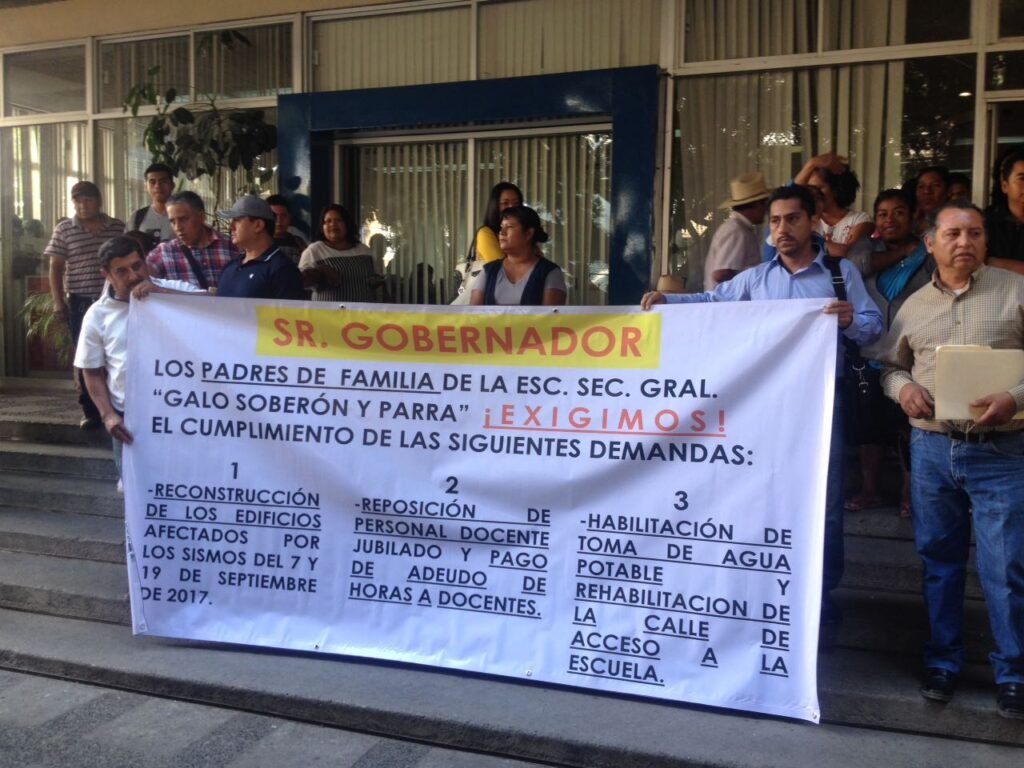 SR. GOBERNADOR
LOS PADRES DE FAMILIA DE LA ESC. SEC. GRAL.
“GALO SOBERÓN Y PARRA” ¡EXIGIMOS!
EL CUMPLIMIENTO DE LAS SIGUIENTES DEMANDAS:
1
-RECONSTRUCCIÓN
DE LOS EDIFICIOS
AFECTADOS POR
LOS SISMOS DEL 7 Y
19 DE SEPTIEMBRE
DE 2017.
2
-REPOSICIÓN DE
PERSONAL DOCENTE
JUBILADO Y PAGO
DE ADEUDO DE
HORAS A DOCENTES.
3
-HABILITACIÓN DE
TOMA DE AGUA
POTABLE Y
REHABILITACION DE
LA CALLE DE
ACCESO A LA
ESCUELA.